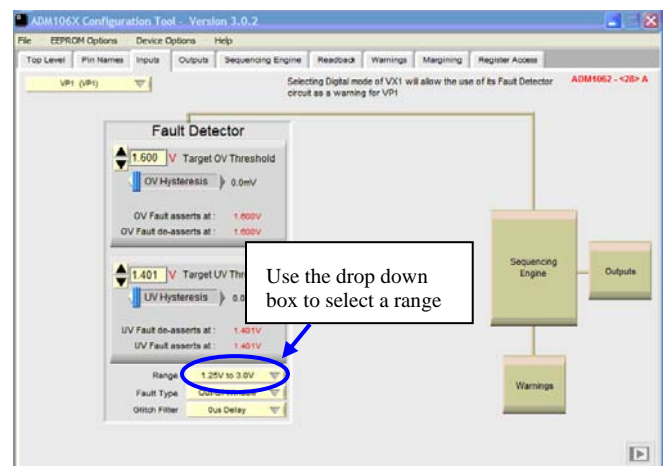 ADM106X Configuration Tool - Version 3.0.2
File EEPROM Options Device Options Help
Top Level Pin Names Inputs Outputs Sequencing Engine Readback Warnings Margining Register Access
VP1 (VP1)
Selecting Digital mode of VX1 will allow the use of its Fault Detector
circuit as a warning for VP1
ADM1062 - <28> A
Fault Detector
1.600 V Target OV Threshold
OV Hysteresis 0.0mV
OV Fault asserts at : 1.600V
OV Fault de-asserts at : 1.600V
1.401 V Target UV Thr
UV Hysteresis 0.0
UV Fault de-asserts at : 1.401V
UV Fault asserts at : 1.401V
Use the drop down
box to select a range
Range 1.25V to 3.0V
Fault Type
Glitch Filter 0us Delay
Sequencing
Engine
Outputs
Warnings